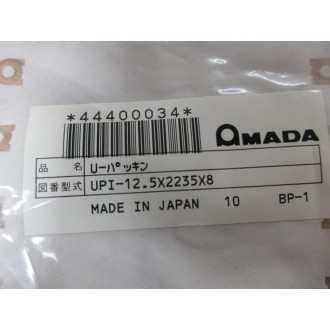 *44400034*
AMADA
品 名 Uーパッキン
図番型式 UPI-12.5X2235X8
MADE IN JAPAN 10 BP-1